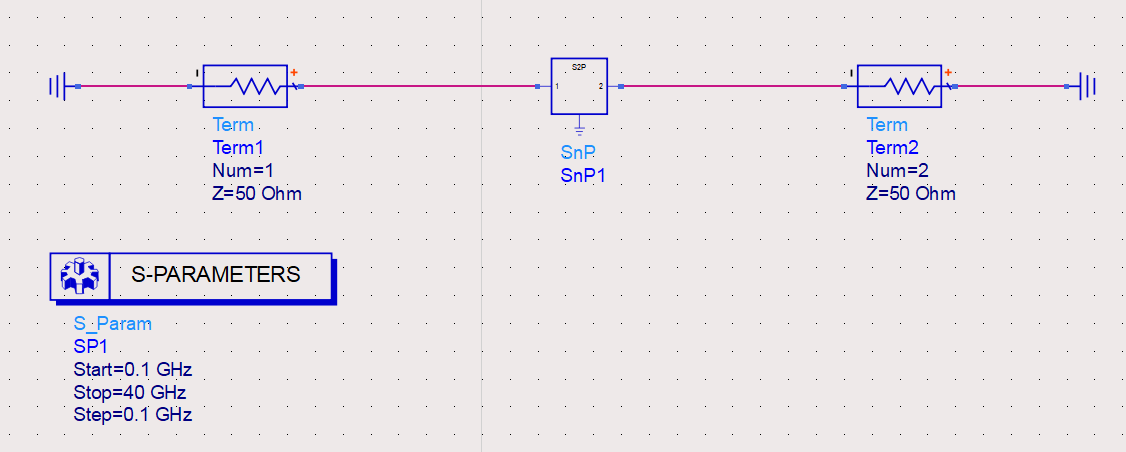 S2P
1
2
Term
Term1
Num=1
Z=50 Ohm
SnP
SnP1
Term
Term2
Num=2
Z=50 Ohm
S-PARAMETERS
S_Param
SP1
Start=0.1 GHz
Stop=40 GHz
Step=0.1 GHz